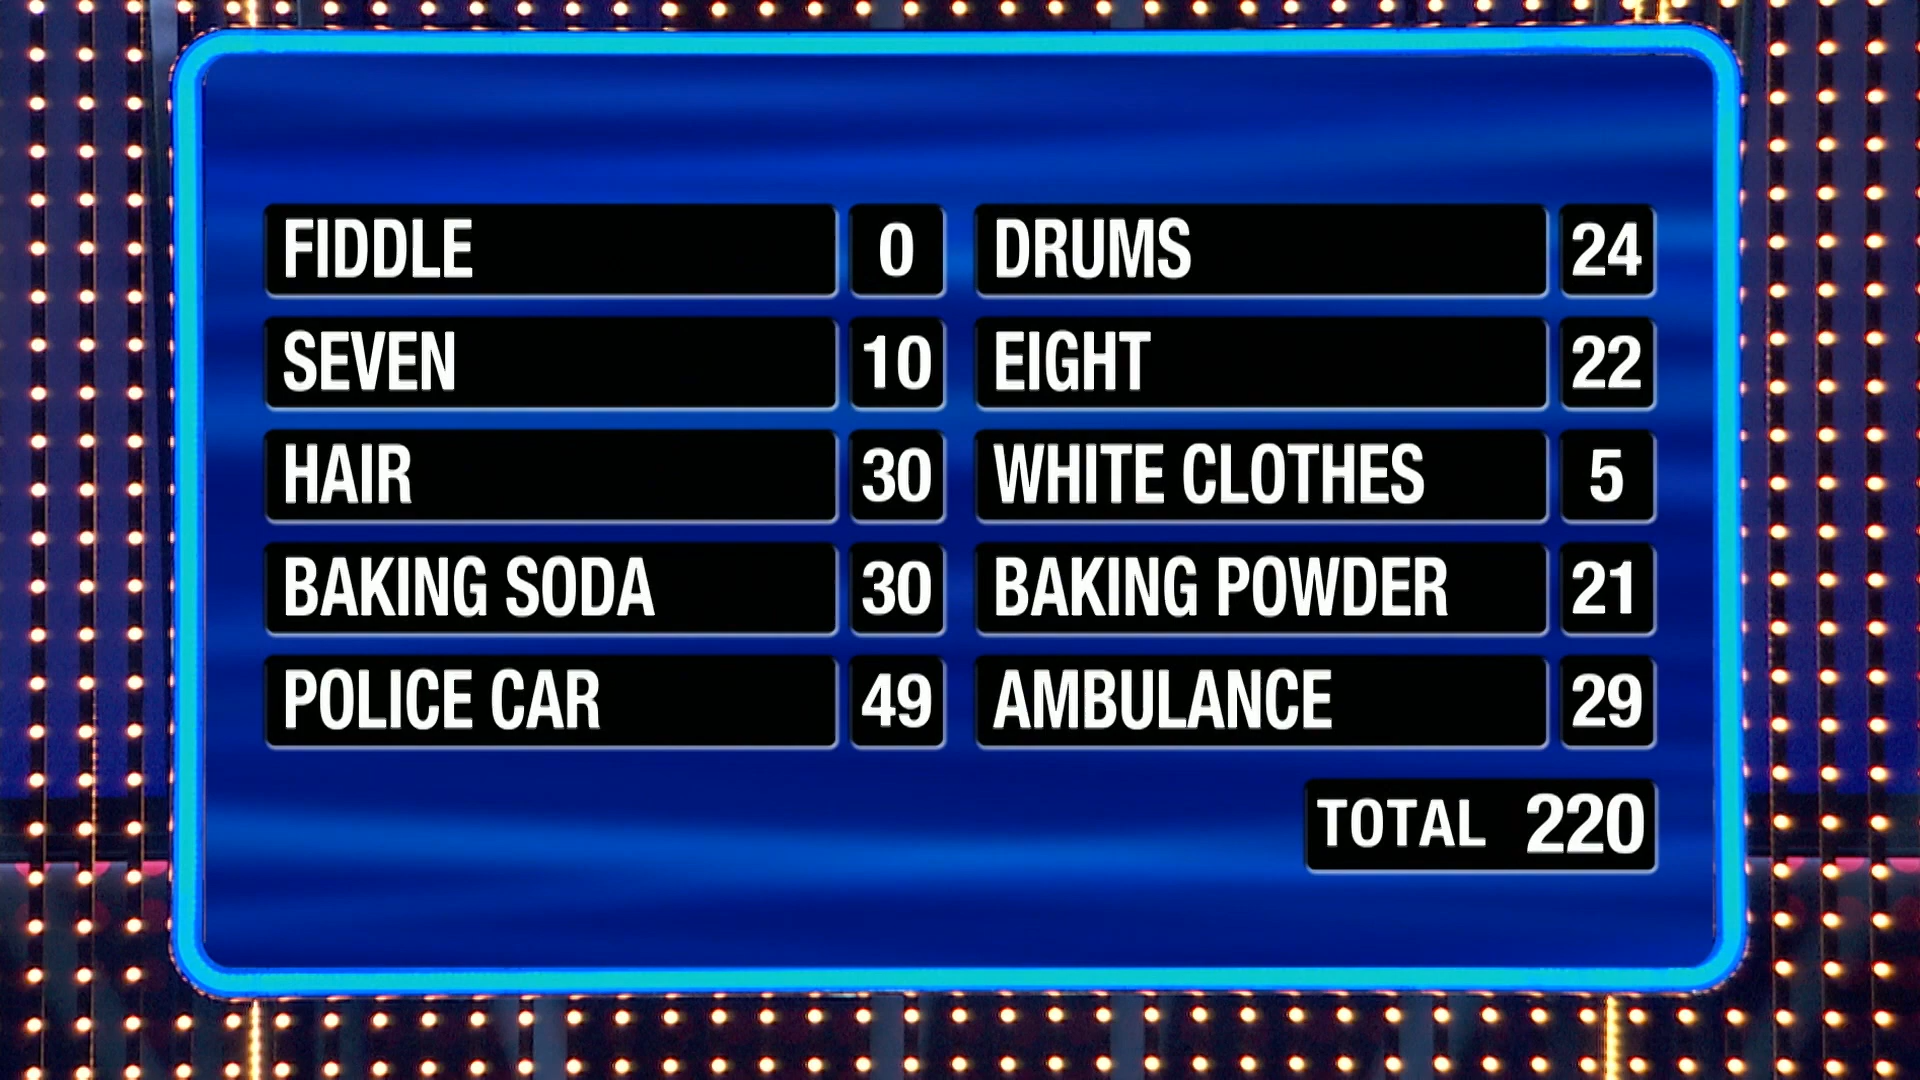 FIDDLE 0 DRUMS 24
SEVEN 10 EIGHT 22
HAIR 30 WHITE CLOTHES 5
BAKING SODA 30 BAKING POWDER 21
POLICE CAR 49 AMBULANCE 29
TOTAL 220